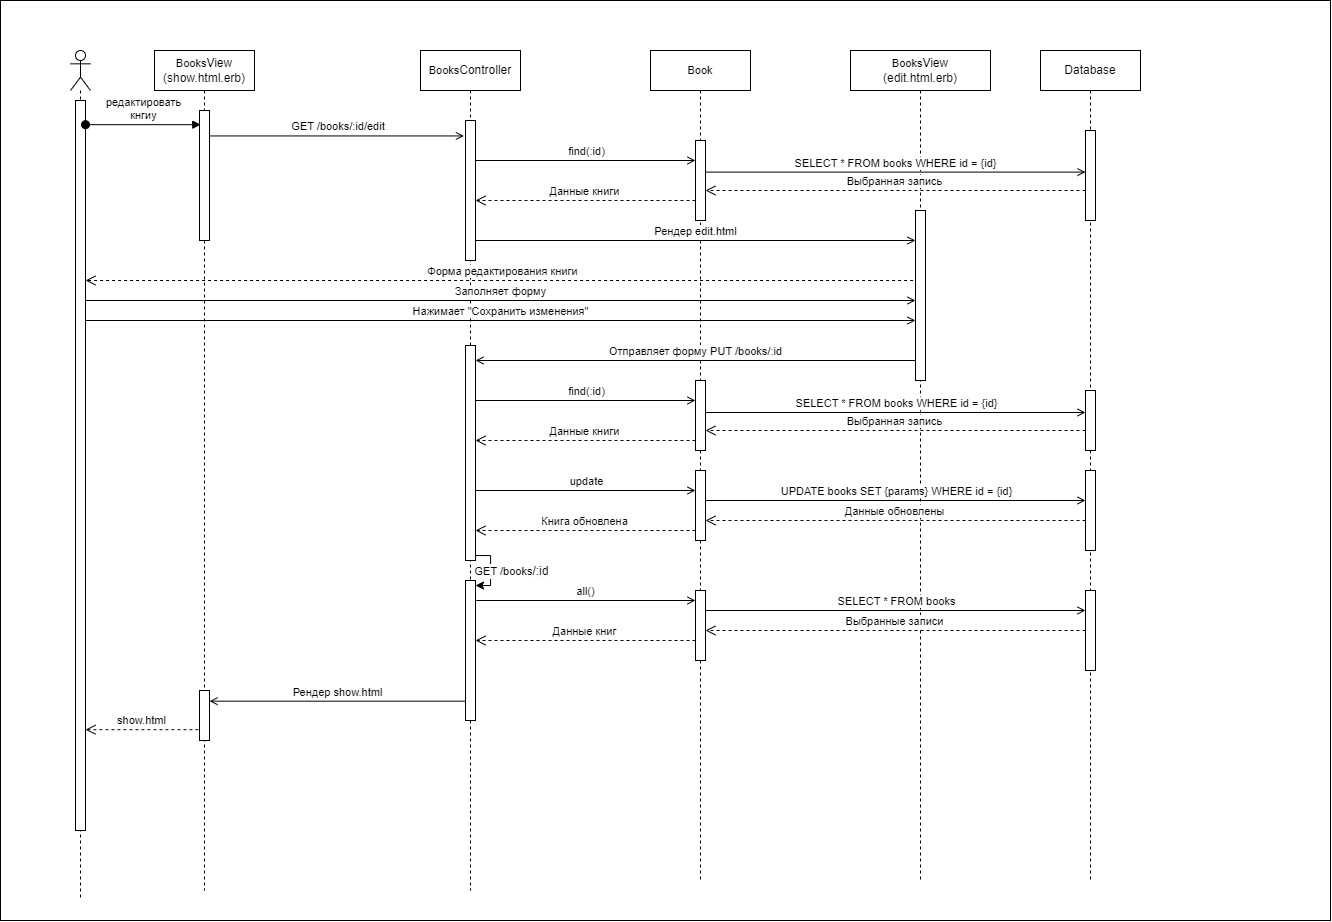 BooksView
(show.html.erb)
BooksController
Book
BooksView
(edit.html.erb)
Database
редактировать
кнгиу
GET /books/:id/edit
find(:id)
SELECT * FROM books WHERE id = {id}
Выбранная запись
Данные книги
Рендер edit.html
Форма редактирования книги
Заполняет форму
Нажимает "Сохранить изменения"
Отправляет форму PUT /books/:id
find(:id)
SELECT * FROM books WHERE id = {id}
Выбранная запись
Данные книги
update
UPDATE books SET {params} WHERE id = {id}
Данные обновлены
Книга обновлена
GET /books/:id
all()
SELECT * FROM books
Выбранные записи
Данные книг
Рендер show.html
show.html